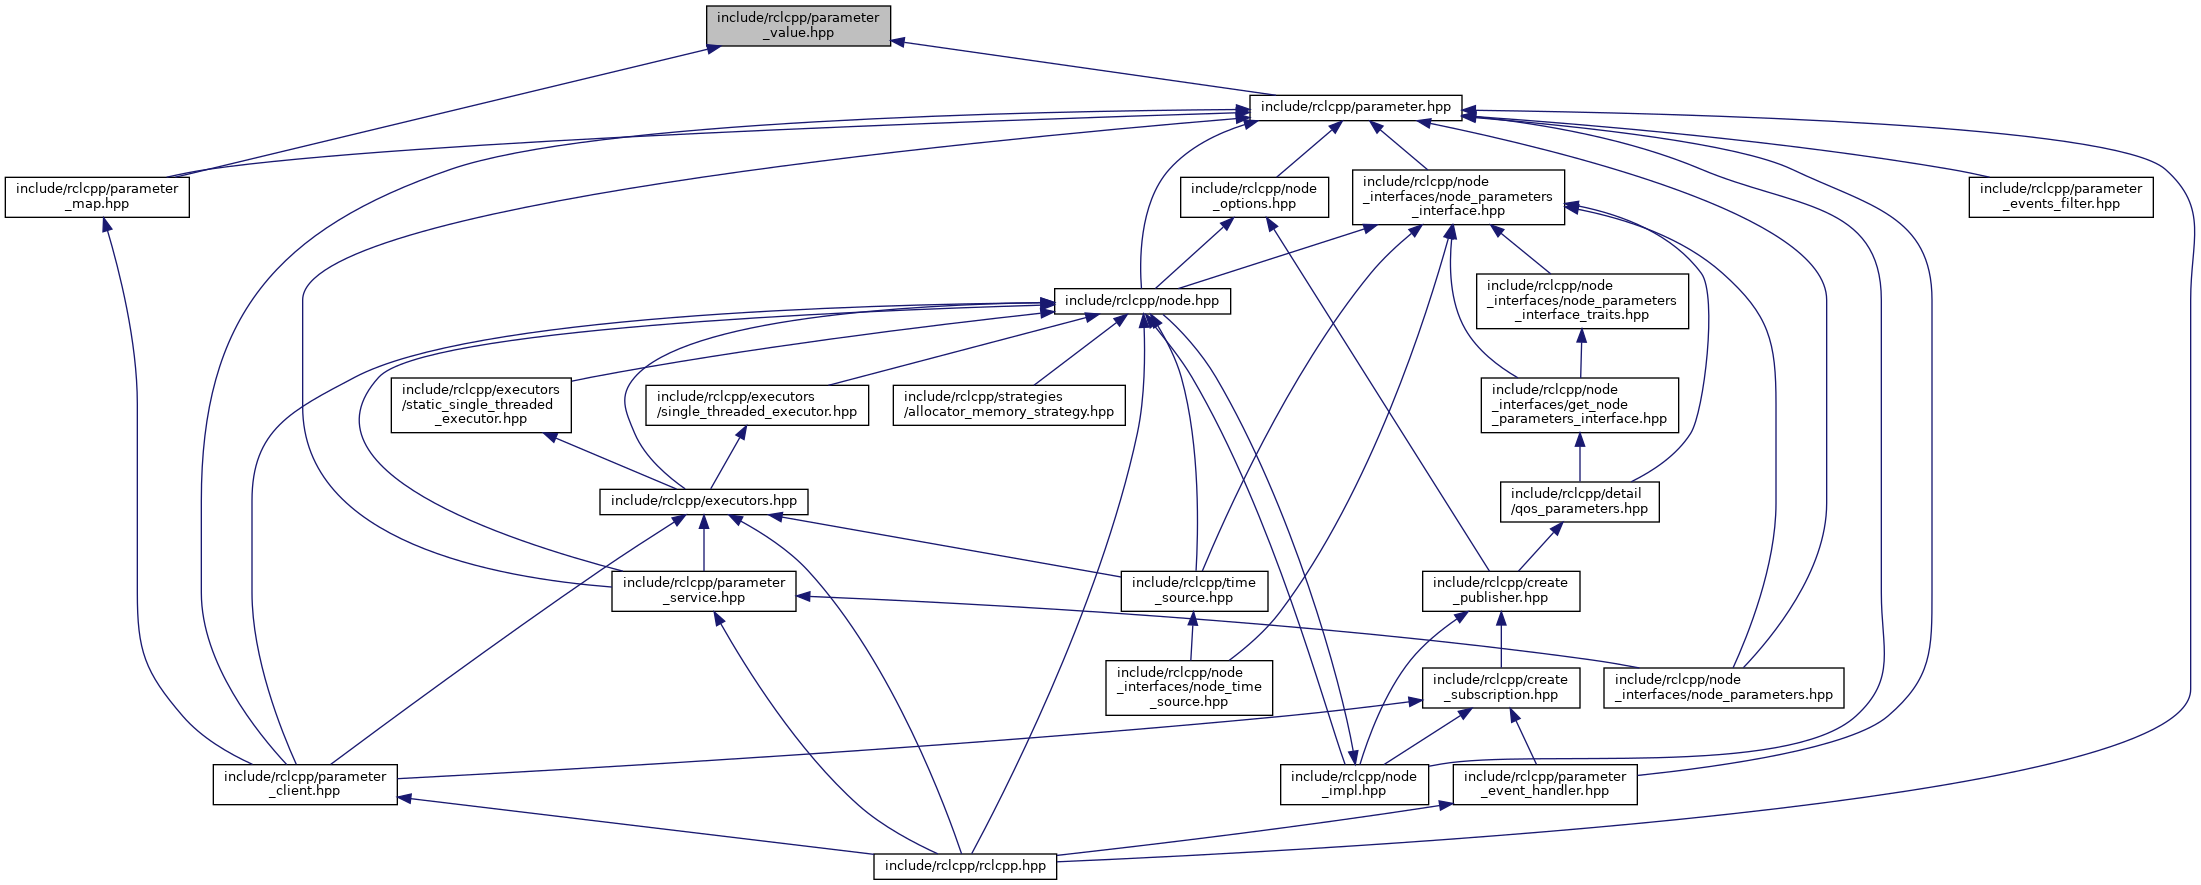 include/rclcpp/parameter
_value.hpp
include/rclcpp/parameter.hpp
include/rclcpp/parameter
_map.hpp
include/rclcpp/node
_options.hpp
include/rclcpp/node
_interfaces/node_parameters
_interface.hpp
include/rclcpp/parameter
_events_filter.hpp
include/rclcpp/node.hpp
include/rclcpp/node
_interfaces/node_parameters
_interface_traits.hpp
include/rclcpp/executors
/static_single_threaded
_executor.hpp
include/rclcpp/executors
/single_threaded_executor.hpp
include/rclcpp/strategies
/allocator_memory_strategy.hpp
include/rclcpp/node
_interfaces/get_node
_parameters_interface.hpp
include/rclcpp/executors.hpp
include/rclcpp/detail
/qos_parameters.hpp
include/rclcpp/parameter
_service.hpp
include/rclcpp/time
_source.hpp
include/rclcpp/create
_publisher.hpp
include/rclcpp/node
_interfaces/node_time
_source.hpp
include/rclcpp/create
_subscription.hpp
include/rclcpp/node
_interfaces/node_parameters.hpp
include/rclcpp/parameter
_client.hpp
include/rclcpp/node
_impl.hpp
include/rclcpp/parameter
_event_handler.hpp
include/rclcpp/rclcpp.hpp